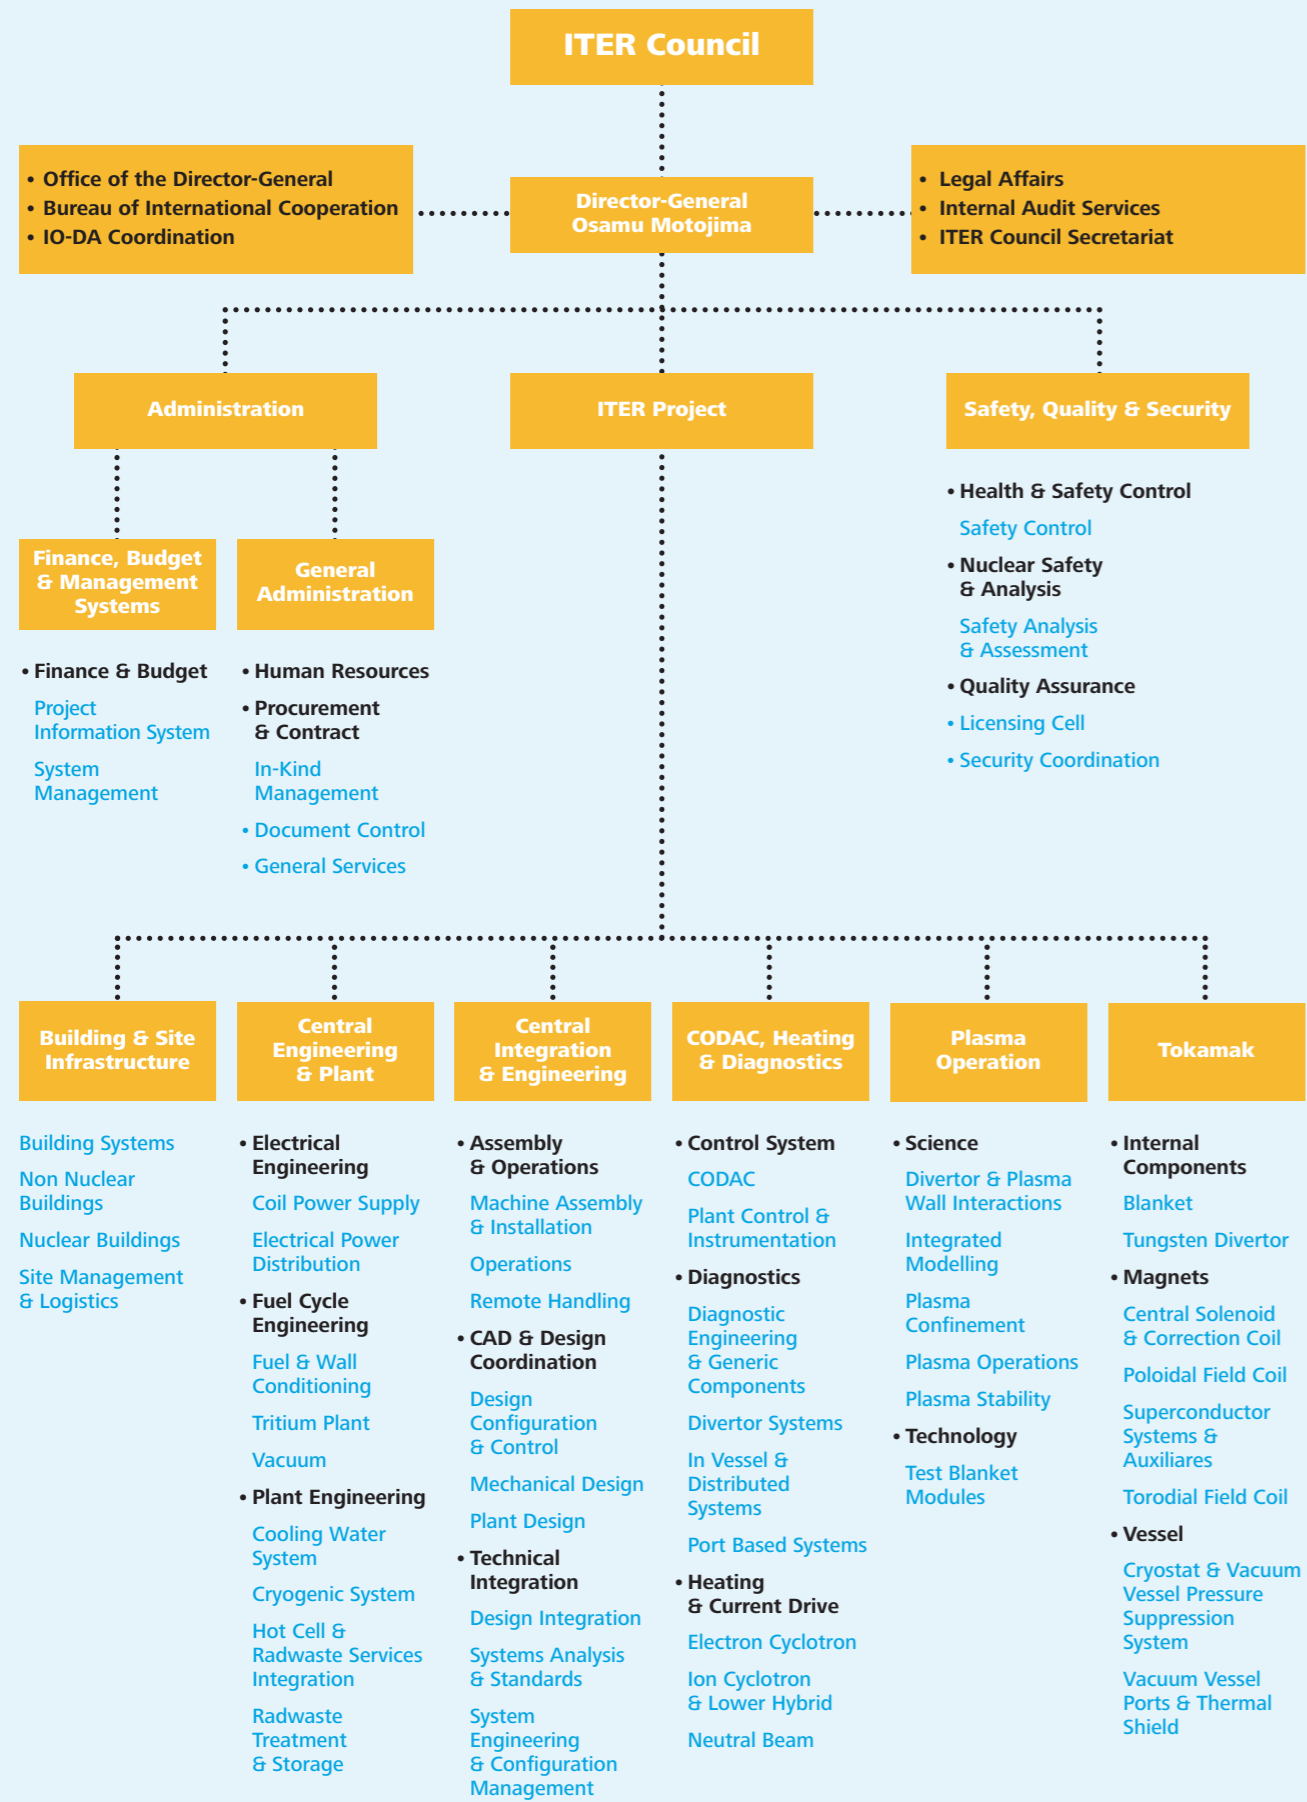 ITER Council
• Office of the Director-General
• Bureau of International Cooperation
• IO-DA Coordination
Director-General
Osamu Motojima
• Legal Affairs
• Internal Audit Services
• ITER Council Secretariat
Administration
ITER Project
Safety, Quality & Security
Finance, Budget
& Management
Systems
• Finance & Budget
Project
Information System
System
Management
General
Administration
• Human Resources
• Procurement
& Contract
In-Kind
Management
• Document Control
• General Services
• Health & Safety Control
Safety Control
• Nuclear Safety
& Analysis
Safety Analysis
& Assessment
• Quality Assurance
• Licensing Cell
• Security Coordination
Building & Site
Infrastructure
Building Systems
Non Nuclear
Buildings
Nuclear Buildings
Site Management
& Logistics
Central
Engineering
& Plant
• Electrical
Engineering
Coil Power Supply
Electrical Power
Distribution
• Fuel Cycle
Engineering
Fuel & Wall
Conditioning
Tritium Plant
Vacuum
• Plant Engineering
Cooling Water
System
Cryogenic System
Hot Cell &
Radwaste Services
Integration
Radwaste
Treatment
& Storage
Central
Integration
& Engineering
• Assembly
& Operations
Machine Assembly
& Installation
Operations
Remote Handling
• CAD & Design
Coordination
Design
Configuration
& Control
Mechanical Design
Plant Design
• Technical
Integration
Design Integration
Systems Analysis
& Standards
System
Engineering
& Configuration
Management
CODAC, Heating
& Diagnostics
• Control System
CODAC
Plant Control &
Instrumentation
• Diagnostics
Diagnostic
Engineering
& Generic
Components
Divertor Systems
In Vessel &
Distributed
Systems
Port Based Systems
• Heating
& Current Drive
Electron Cyclotron
Ion Cyclotron
& Lower Hybrid
Neutral Beam
Plasma
Operation
• Science
Divertor & Plasma
Wall Interactions
Integrated
Modelling
Plasma
Confinement
Plasma Operations
Plasma Stability
• Technology
Test Blanket
Modules
Tokamak
• Internal
Components
Blanket
Tungsten Divertor
• Magnets
Central Solenoid
& Correction Coil
Poloidal Field Coil
Superconductor
Systems &
Auxiliares
Torodial Field Coil
• Vessel
Cryostat & Vacuum
Vessel Pressure
Suppression
System
Vacuum Vessel
Ports & Thermal
Shield